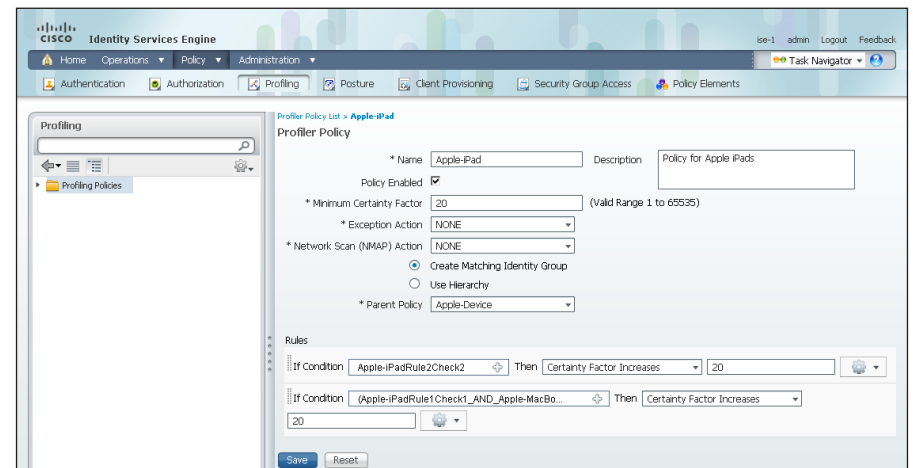 CISCO Identity Services Engine
ise-1 admin Logout Feedback
Home Operations Policy Administration
Task Navigator
Authentication Authorization Profiling Posture Client Provisioning Security Group Access Policy Elements
Profiling
Profiling Policies
Profiler Policy List > Apple-iPad
Profiler Policy
* Name Apple-iPad Description Policy for Apple iPads
Policy Enabled
* Minimum Certainty Factor 20 (Valid Range 1 to 65535)
* Exception Action NONE
* Network Scan (NMAP) Action NONE
Create Matching Identity Group
Use Hierarchy
* Parent Policy Apple-Device
Rules
If Condition Apple-iPadRule2Check2 Then Certainty Factor Increases 20
If Condition (Apple-iPadRule1Check1_AND_Apple-MacBo... Then Certainty Factor Increases
20
Save Reset